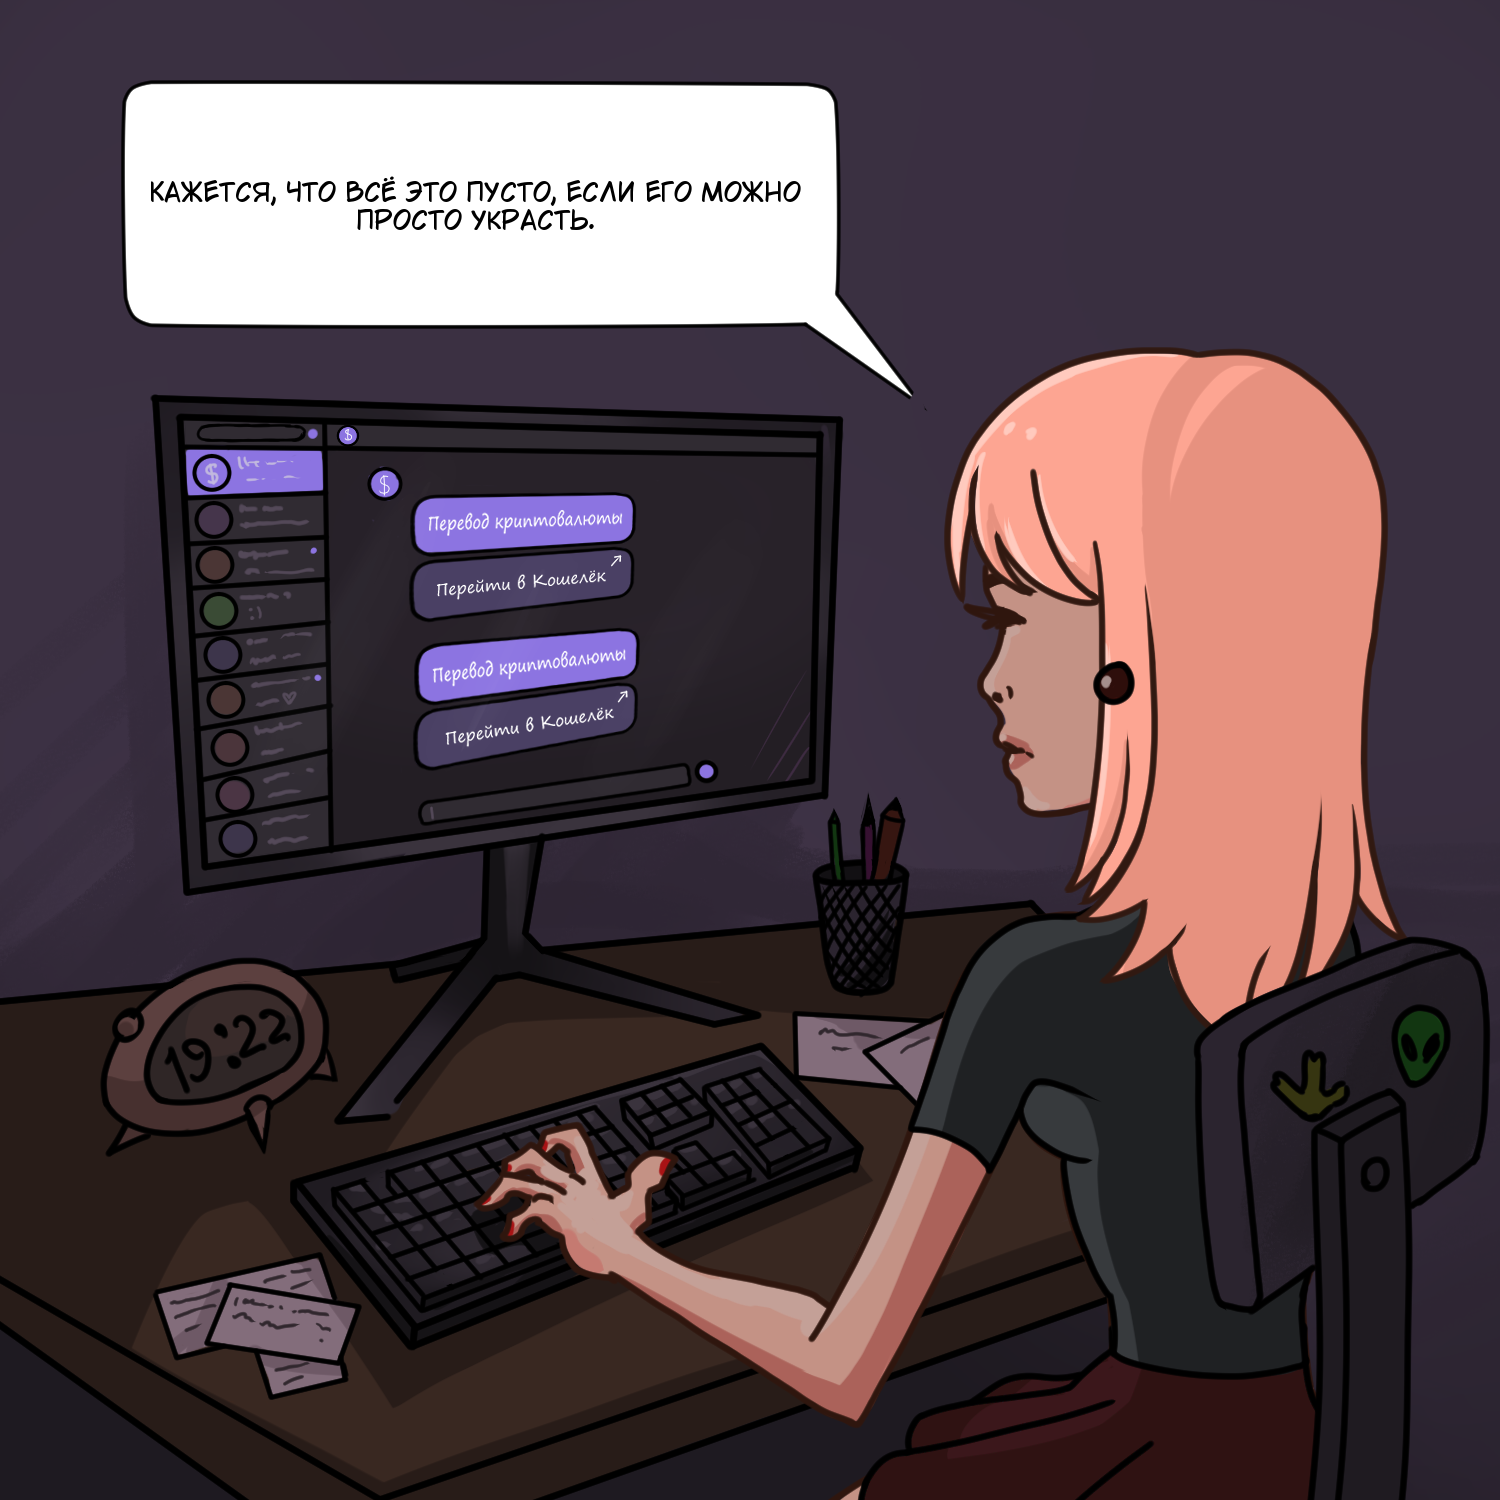 КАЖЕТСЯ, ЧТО ВСЁ ЭТО ПУСТО, ЕСЛИ ЕГО МОЖНО
ПРОСТО УКРАСТЬ.
$
$
$
Перевод криптовалюты
Перейти в Кошелёк
:)
Перевод криптовалюты
Перейти в Кошелёк
19:22